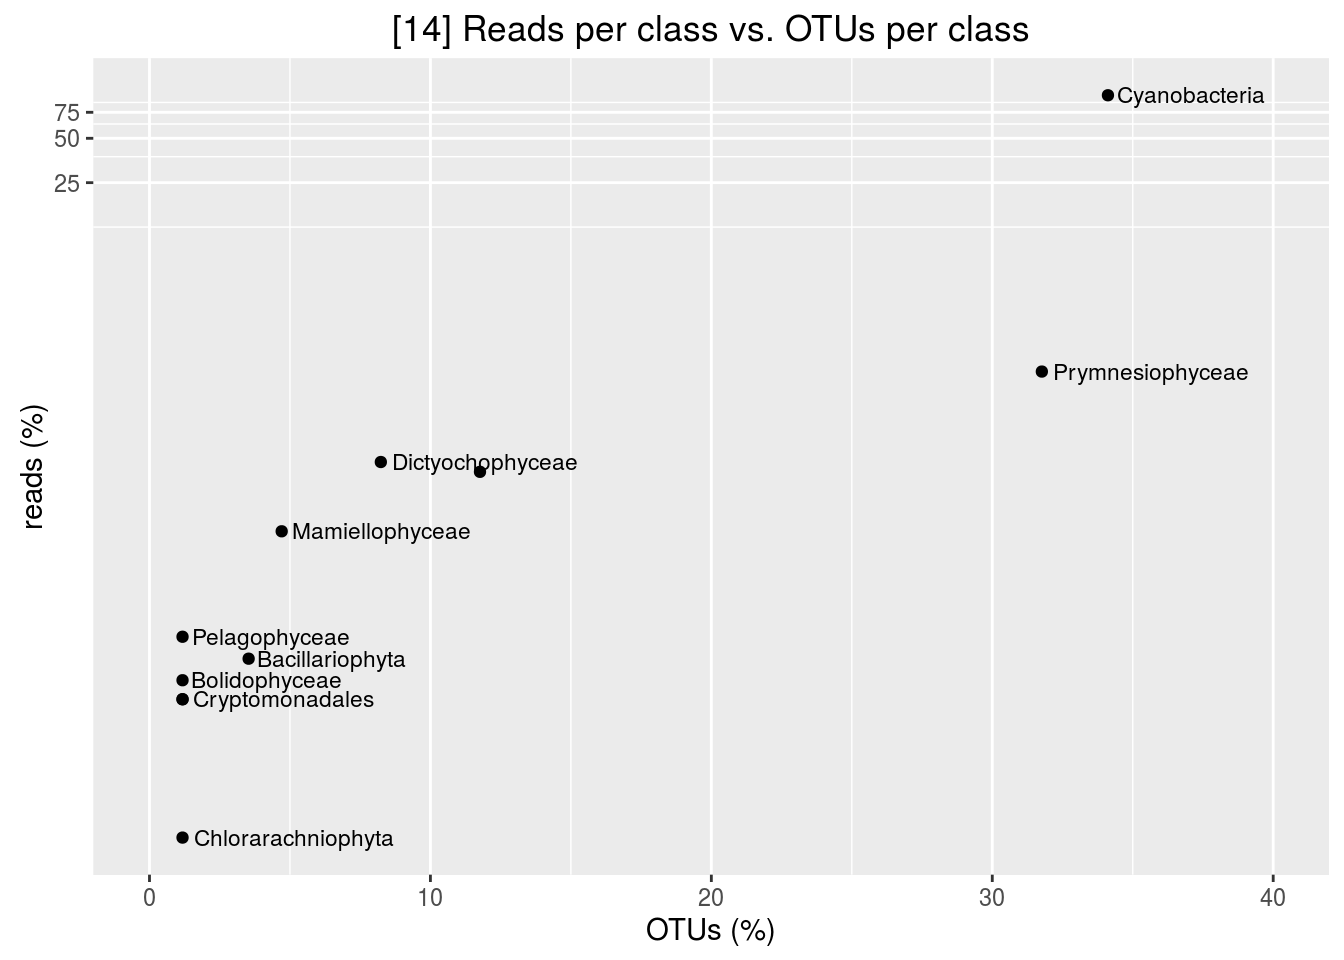 [14] Reads per class vs. OTUs per class
Cyanobacteria
75
50
25
Prymnesiophyceae
reads (%)
Dictyochophyceae
Mamiellophyceae
Pelagophyceae
Bacillariophyta
Bolidophyceae
Cryptomonadales
Chlorarachniophyta
0 10 20 30 40
OTUs (%)